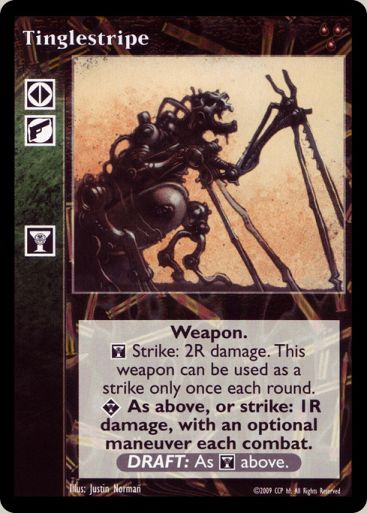 Tinglestripe
Weapon.
Strike: 2R damage. This
weapon can be used as a
strike only once each round.
As above, or strike: 1R
damage, with an optional
maneuver each combat.
DRAFT: As above.
Illus: Justin Norman ©2009 CCP hf. All rights reserved.